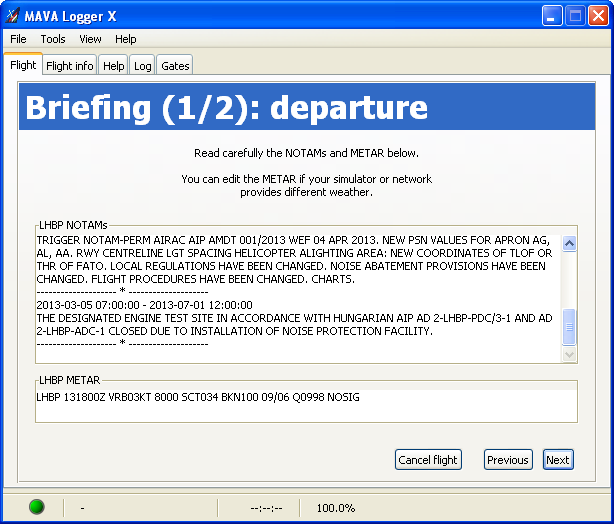 MAVA Logger X
File Tools View Help
Flight Flight info Help Log Gates
Briefing (1/2): departure
Read carefully the NOTAMs and METAR below.
You can edit the METAR if your simulator or network
provides different weather.
LHBP NOTAMs
TRIGGER NOTAM-PERM AIRAC AIP AMDT 001/2013 WEF 04 APR 2013. NEW PSN VALUES FOR APRON AG,
AL, AA. RWY CENTRELINE LGT SPACING HELICOPTER ALIGHTING AREA: NEW COORDINATES OF TLOF OR
THR OF FATO. LOCAL REGULATIONS HAVE BEEN CHANGED. NOISE ABATEMENT PROVISIONS HAVE BEEN
CHANGED. FLIGHT PROCEDURES HAVE BEEN CHANGED. CHARTS.
-------------------- * --------------------
2013-03-05 07:00:00 - 2013-07-01 12:00:00
THE DESIGNATED ENGINE TEST SITE IN ACCORDANCE WITH HUNGARIAN AIP AD 2-LHBP-PDC/3-1 AND AD
2-LHBP-ADC-1 CLOSED DUE TO INSTALLATION OF NOISE PROTECTION FACILITY.
-------------------- * --------------------
LHBP METAR
LHBP 131800Z VRB03KT 8000 SCT034 BKN100 09/06 Q0998 NOSIG
Cancel flight Previous Next
- --:--:-- 100.0%